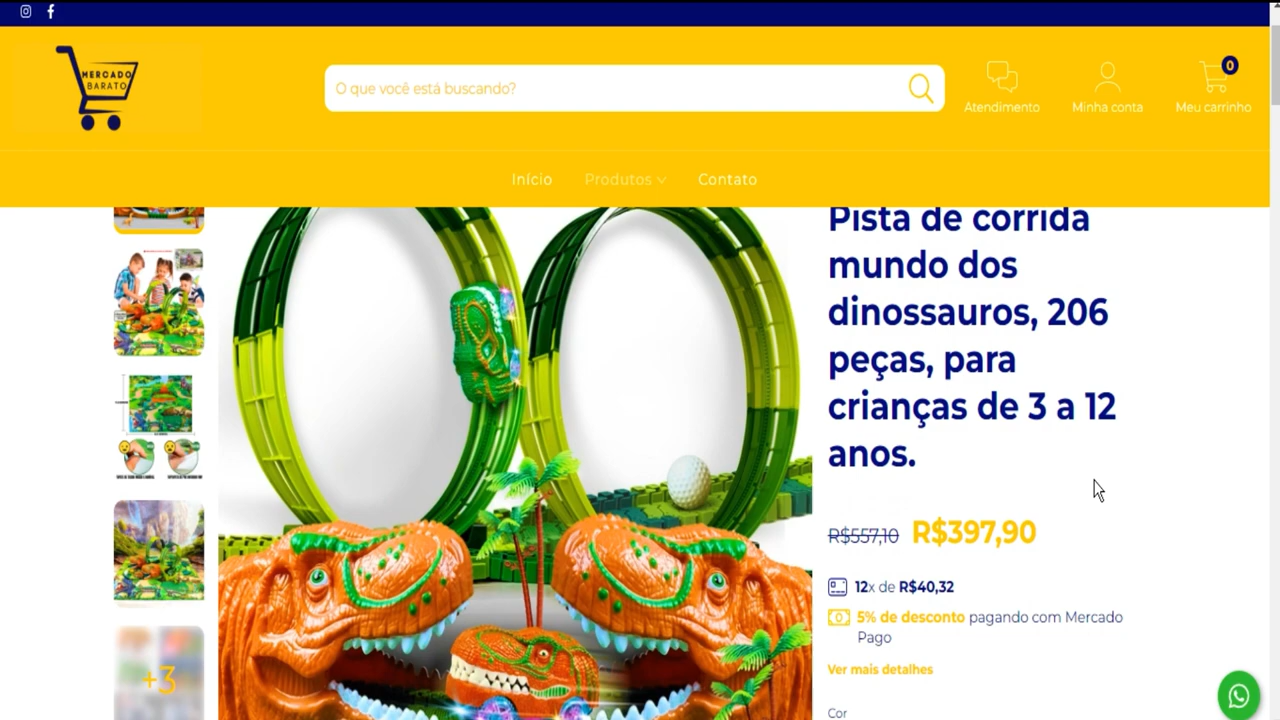 MERCADO
BARATO
O que você está buscando?
Atendimento
Minha conta
0
Meu carrinho
Início
Produtos
Contato
Pista de corrida
mundo dos
dinossauros, 206
peças, para
crianças de 3 a 12
anos.
R$557,10 R$397,90
12x de R$40,32
5% de desconto pagando com Mercado
Pago
Ver mais detalhes
Cor
+3